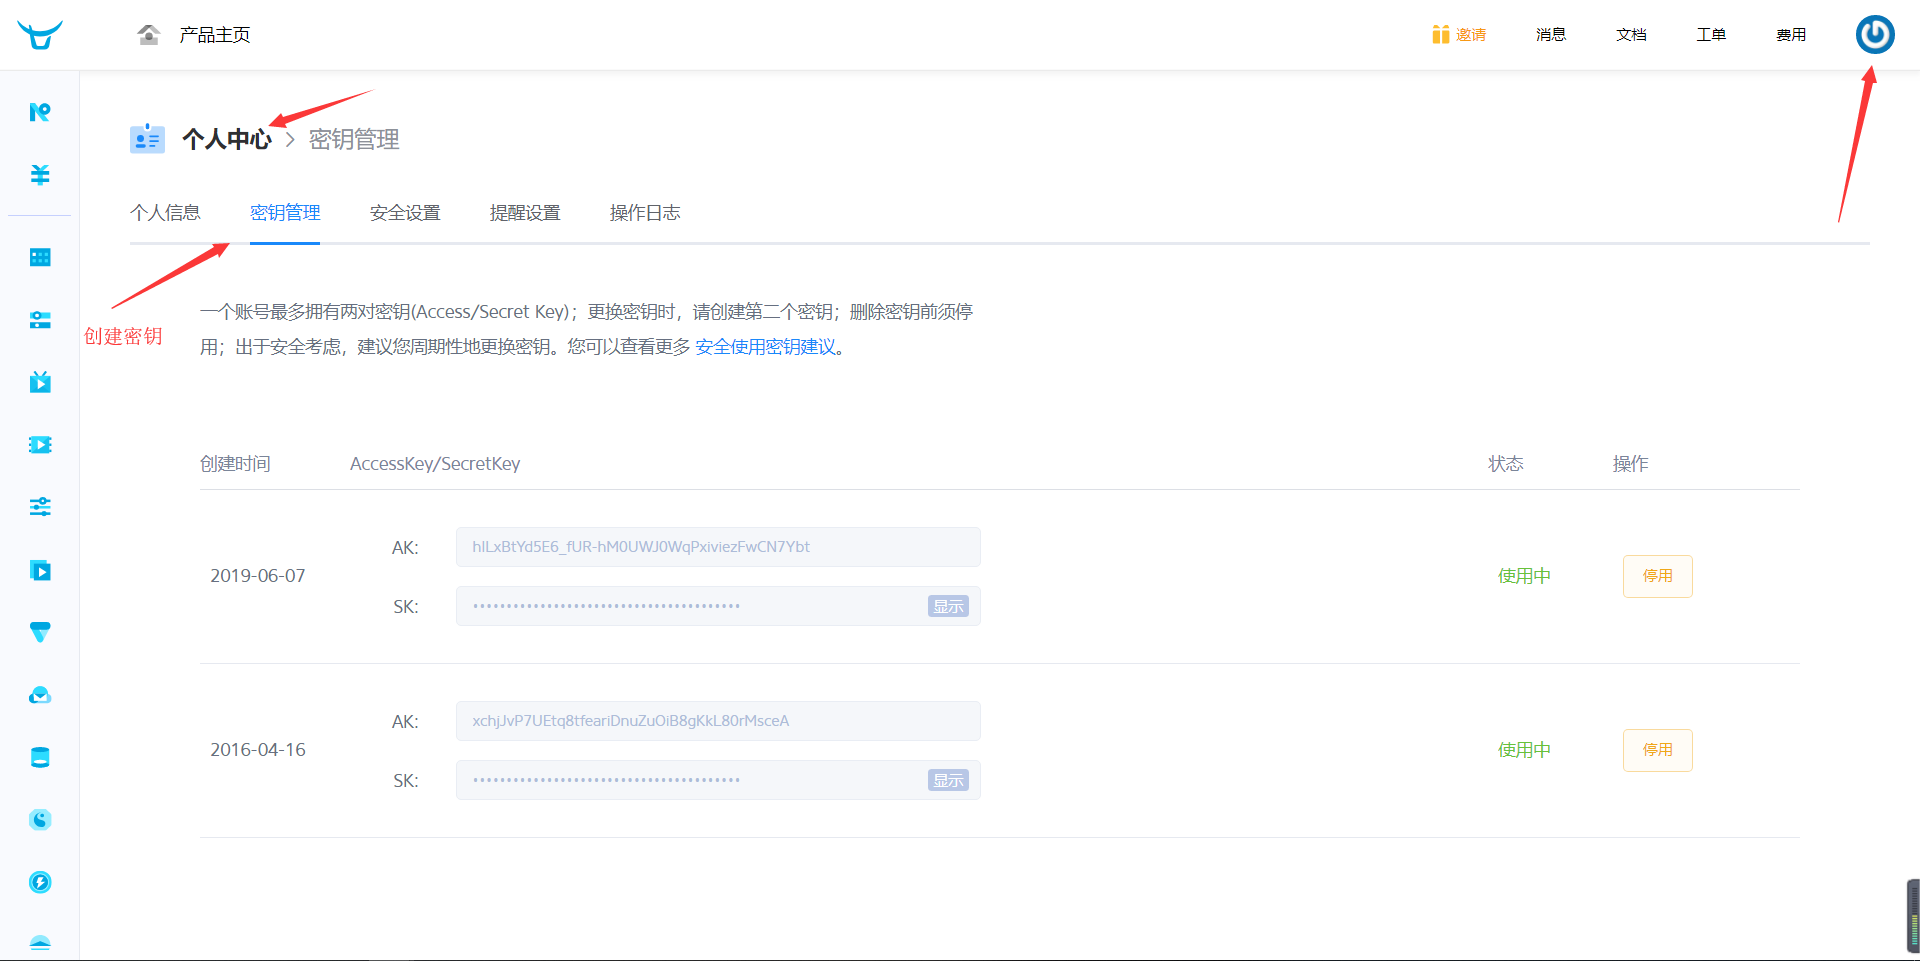 产品主页
邀请
消息
文档
工单
费用
个人中心 > 密钥管理
个人信息
密钥管理
安全设置
提醒设置
操作日志
创建密钥
一个账号最多拥有两对密钥(Access/Secret Key)；更换密钥时，请创建第二个密钥；删除密钥前须停
用；出于安全考虑，建议您周期性地更换密钥。您可以查看更多 安全使用密钥建议。
创建时间
AccessKey/SecretKey
状态
操作
2019-06-07
AK:
hlLxBtYd5E6_fUR-hM0UWJ0WqPxiviezFwCN7Ybt
SK:
显示
使用中
停用
2016-04-16
AK:
xchjJvP7UEtq8tfeariDnuZuOiB8gKkL80rMsceA
SK:
显示
使用中
停用